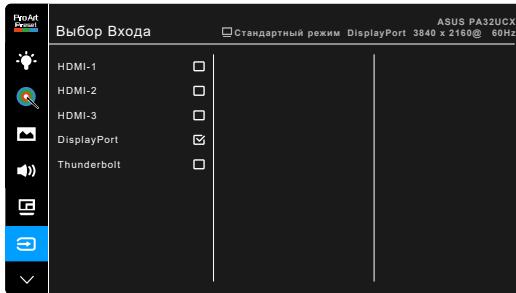 ProArt
Preset
Выбор Входа
ASUS PA32UCX
Стандартный режим DisplayPort 3840 x 2160@ 60Hz
HDMI-1
HDMI-2
HDMI-3
DisplayPort
Thunderbolt